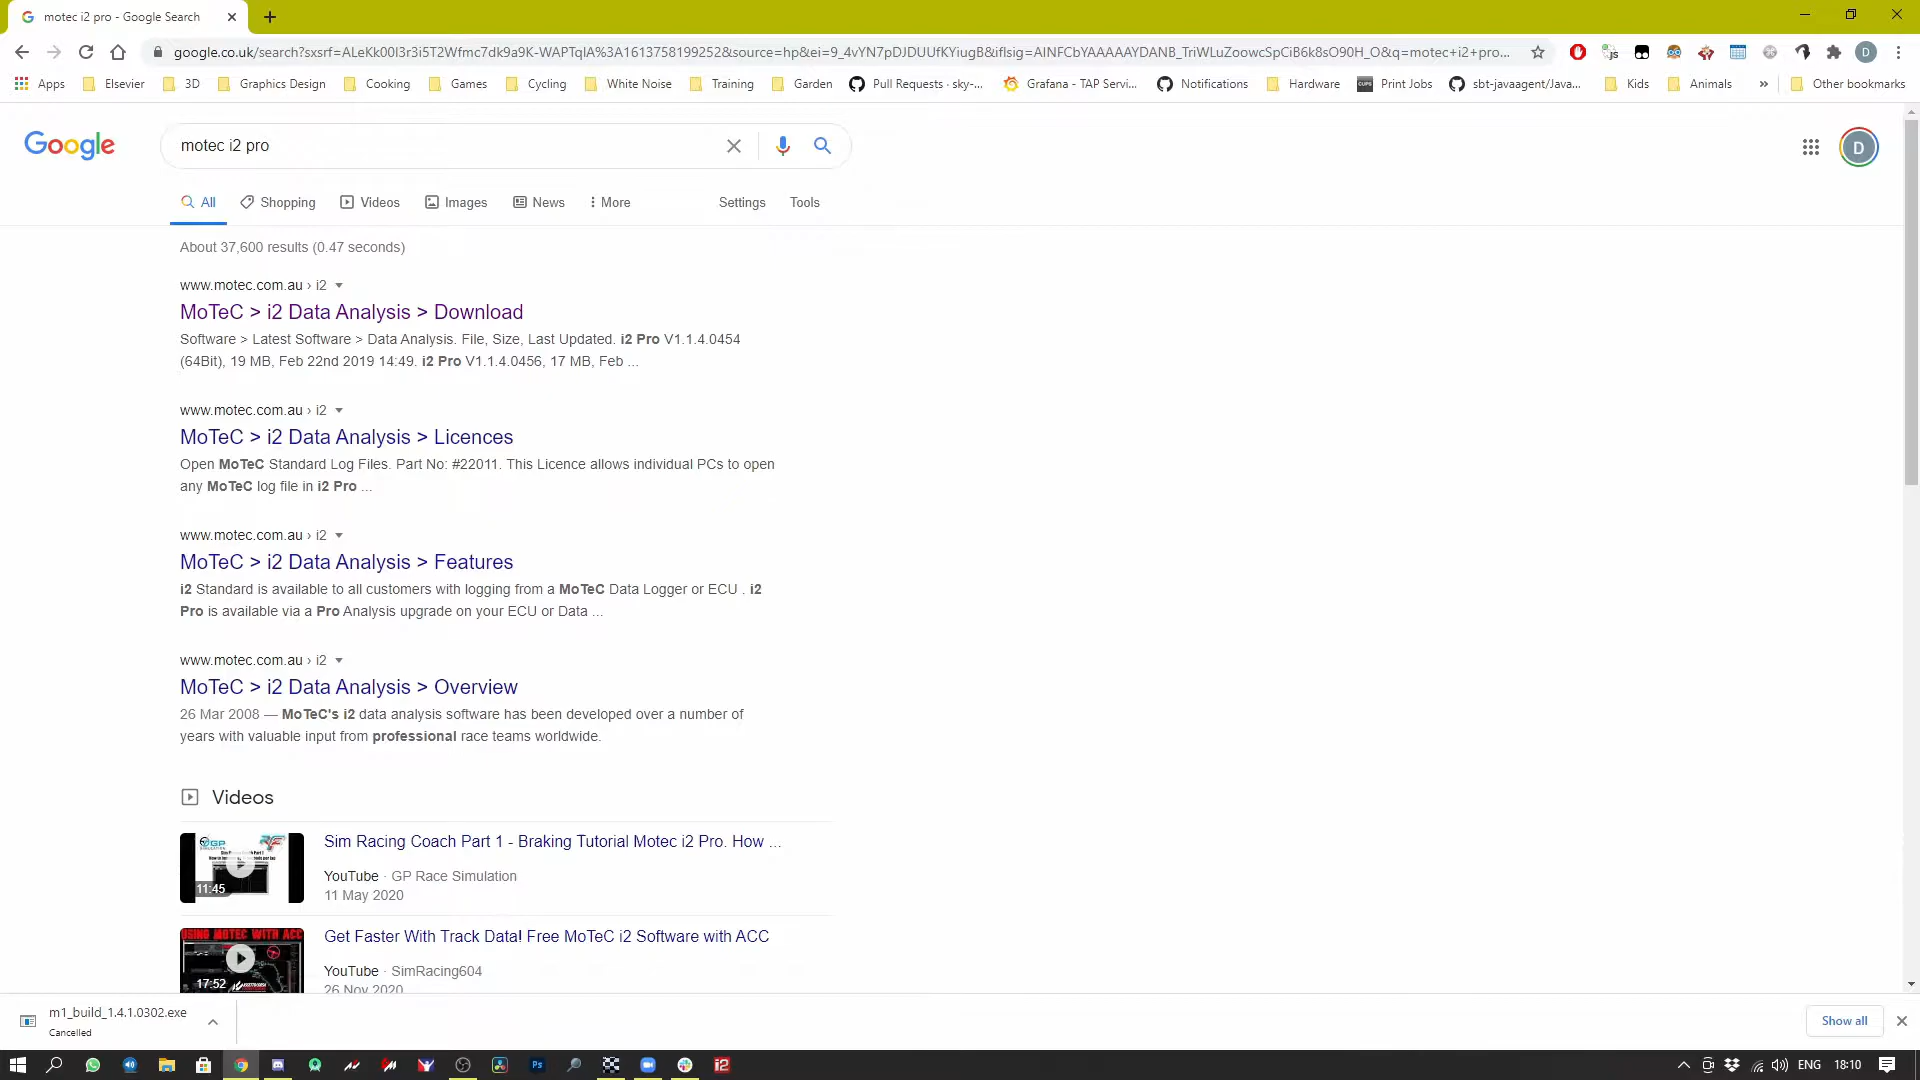 motec i2 pro - Google Search
google.co.uk/search?sxsrf=ALeKk00I3r3i5T2Wfmc7dk9a9K-WAPTqlA%3A1613758199252&source=hp&ei=9_4vYN7pDJDUUfKYiugB&iflsig=AINFCbYAAAAAYDANB_TriWLuZoowcSpCiB6k8sO90H_O&q=motec+i2+pro...
D
Apps Elsevier 3D Graphics Design Cooking Games Cycling White Noise Training Garden Pull Requests · sky-... Grafana - TAP Servi... Notifications Hardware Print Jobs sbt-javaagent/Java... Kids Animals » Other bookmarks
Google
motec i2 pro
D
All Shopping Videos Images News More Settings Tools
About 37,600 results (0.47 seconds)
www.motec.com.au › i2
MoTeC > i2 Data Analysis > Download
Software > Latest Software > Data Analysis. File, Size, Last Updated. i2 Pro V1.1.4.0454
(64Bit), 19 MB, Feb 22nd 2019 14:49. i2 Pro V1.1.4.0456, 17 MB, Feb ...
www.motec.com.au › i2
MoTeC > i2 Data Analysis > Licences
Open MoTeC Standard Log Files. Part No: #22011. This Licence allows individual PCs to open
any MoTeC log file in i2 Pro ...
www.motec.com.au › i2
MoTeC > i2 Data Analysis > Features
i2 Standard is available to all customers with logging from a MoTeC Data Logger or ECU . i2
Pro is available via a Pro Analysis upgrade on your ECU or Data ...
www.motec.com.au › i2
MoTeC > i2 Data Analysis > Overview
26 Mar 2008 — MoTeC's i2 data analysis software has been developed over a number of
years with valuable input from professional race teams worldwide.
Videos
Sim Racing Coach Part 1 - Braking Tutorial Motec i2 Pro. How ...
11:45
YouTube · GP Race Simulation
11 May 2020
USING MOTEC WITH ACC
Get Faster With Track Data! Free MoTeC i2 Software with ACC
17:52
YouTube · SimRacing604
26 Nov 2020
m1_build_1.4.1.0302.exe
Cancelled
Show all
Ps
i2
ENG 18:10